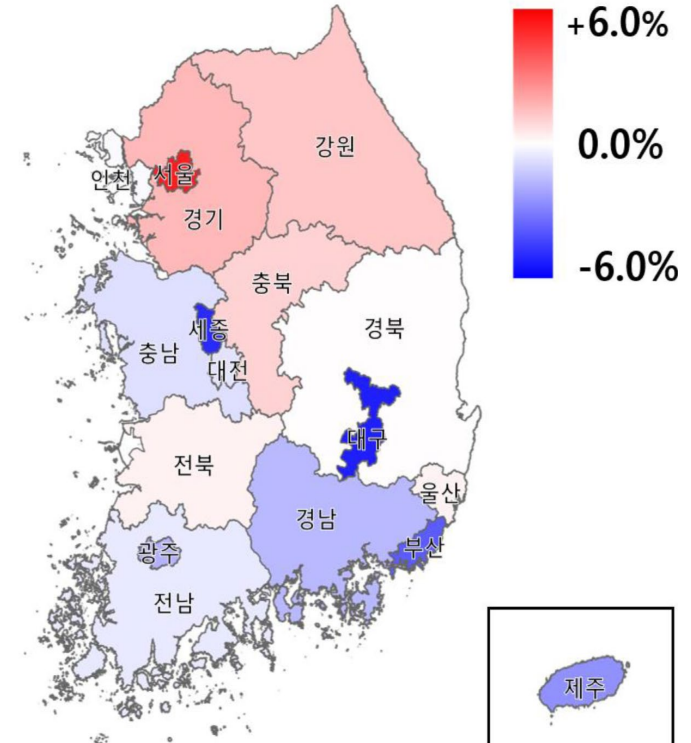 +6.0%
0.0%
-6.0%
강원
서울
인천
경기
충북
세종
경북
충남
대전
대구
전북
울산
경남
부산
광주
전남
제주